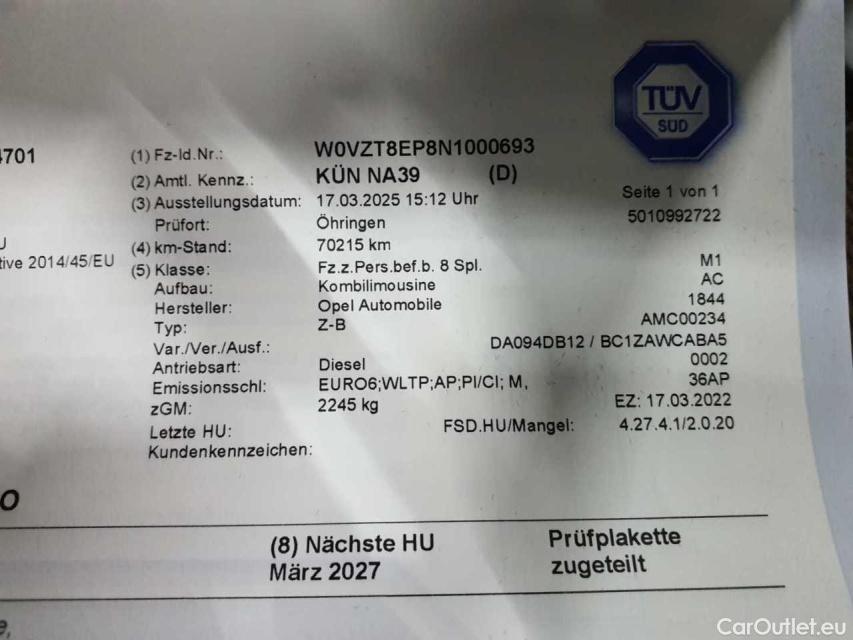 TÜV
SÜD
4701
(1) Fz-Id.Nr.: W0VZT8EP8N1000693
(2) Amtl. Kennz.: KÜN NA39 (D)
(3) Ausstellungsdatum: 17.03.2025 15:12 Uhr Seite 1 von 1
Prüfort: Öhringen 5010992722
(4) km-Stand: 70215 km
tive 2014/45/EU
(5) Klasse: Fz.z.Pers.bef.b. 8 Spl. M1
Aufbau: Kombilimousine AC
Hersteller: Opel Automobile 1844
Typ: Z-B AMC00234
Var./Ver./Ausf.: DA094DB12 / BC1ZAWCABA5
Antriebsart: Diesel 0002
Emissionsschl: EURO6;WLTP;AP;PI/CI; M, 36AP
zGM: 2245 kg EZ: 17.03.2022
Letzte HU: FSD.HU/Mangel: 4.27.4.1/2.0.20
Kundenkennzeichen:
O
(8) Nächste HU Prüfplakette
März 2027 zugeteilt
CarOutlet.eu